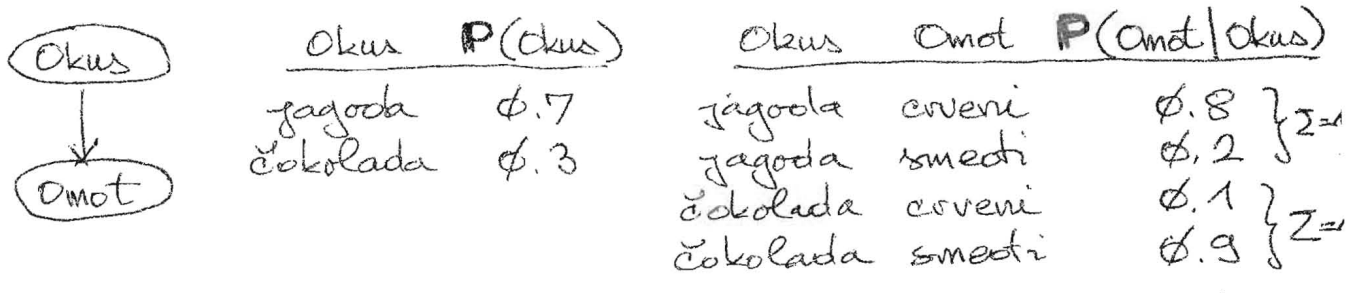 Okus
Omot
Okus P(Okus)
jagoda 0.7
čokolada 0.3
Okus Omot P(Omot|Okus)
jagoda crveni 0.8 } Σ=1
jagoda smeđi 0.2
čokolada crveni 0.1 } Σ=1
čokolada smeđi 0.9